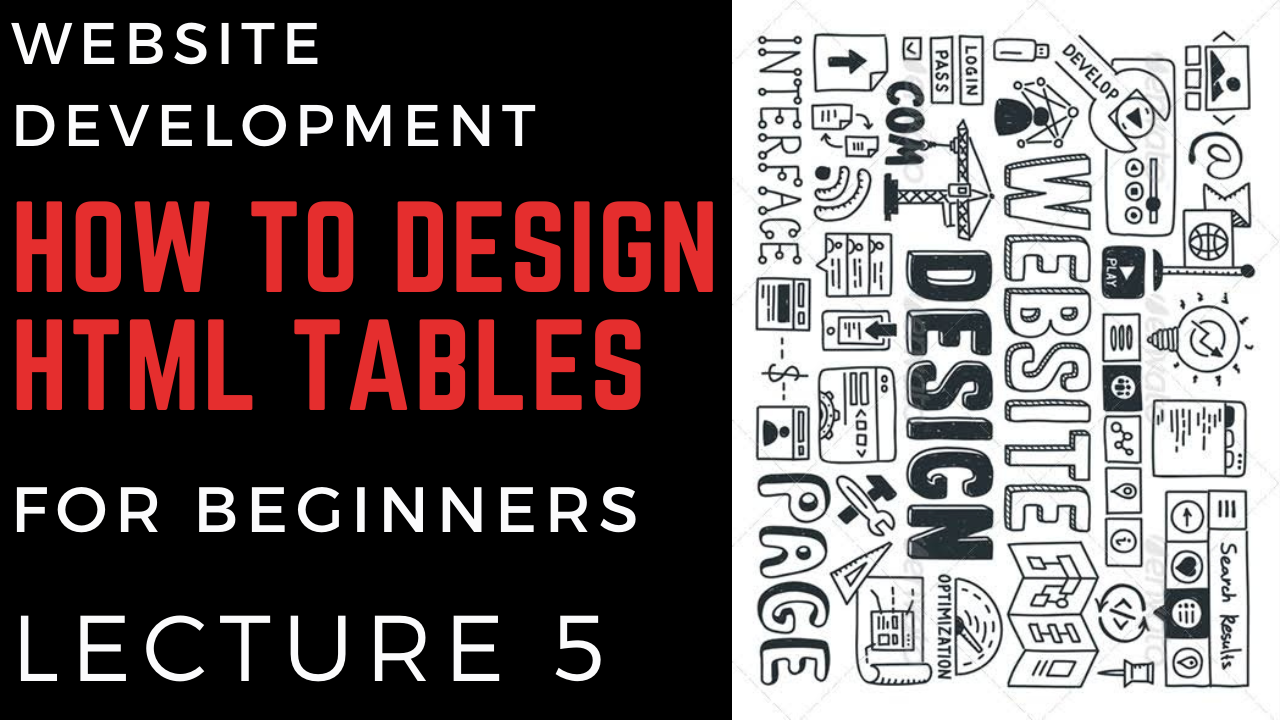 WEBSITE
DEVELOPMENT
HOW TO DESIGN
HTML TABLES
FOR BEGINNERS
LECTURE 5
DEVELOP
LOGIN
PASS
INTERFACE
.COM
WEBSITE
DESIGN
PLAY
PAGE
OPTIMIZATION
Search Results